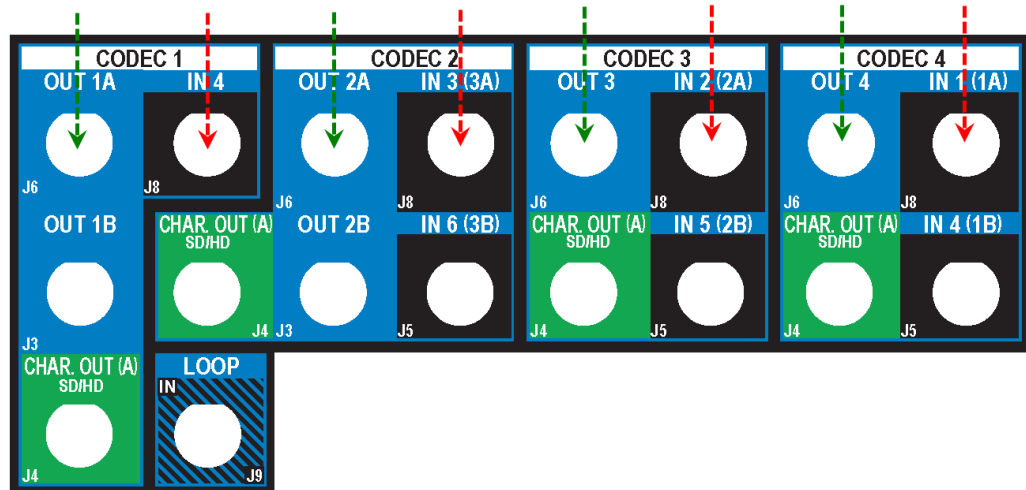 CODEC 1 CODEC 2 CODEC 3 CODEC 4
OUT 1A IN 4 OUT 2A IN 3 (3A) OUT 3 IN 2 (2A) OUT 4 IN 1 (1A)
J6 J8 J6 J8 J6 J8 J6 J8
OUT 1B CHAR. OUT (A) OUT 2B IN 6 (3B) CHAR. OUT (A) IN 5 (2B) CHAR. OUT (A) IN 4 (1B)
SD/HD SD/HD SD/HD
J3 J4 J3 J5 J4 J5 J4 J5
CHAR. OUT (A) LOOP
SD/HD IN
J4 J9